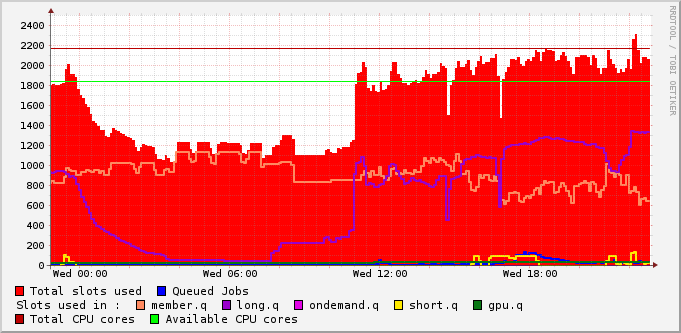 2400
2200
2000
1800
1600
1400
1200
1000
800
600
400
200
0
Wed 00:00 Wed 06:00 Wed 12:00 Wed 18:00
Total slots used Queued Jobs
Slots used in : member.q long.q ondemand.q short.q gpu.q
Total CPU cores Available CPU cores
RRDTOOL / TOBI OETIKER